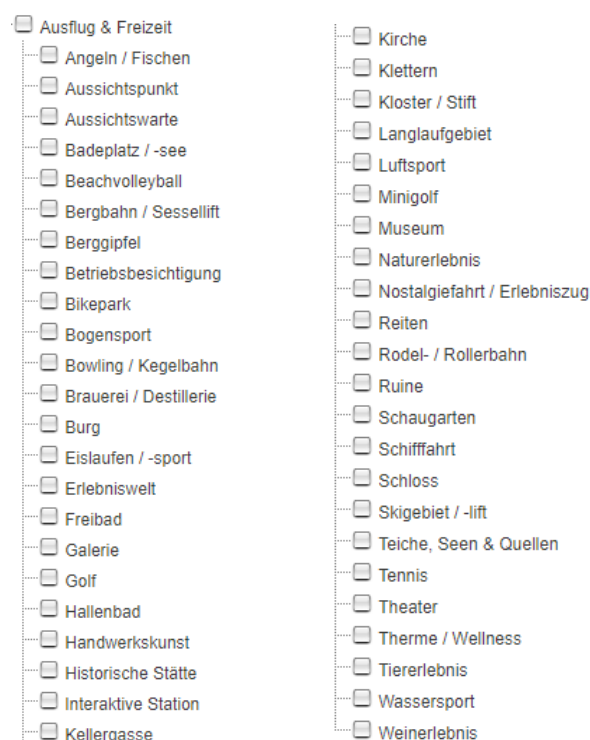 Ausflug & Freizeit
Angeln / Fischen
Aussichtspunkt
Aussichtswarte
Badeplatz / -see
Beachvolleyball
Bergbahn / Sessellift
Berggipfel
Betriebsbesichtigung
Bikepark
Bogensport
Bowling / Kegelbahn
Brauerei / Destillerie
Burg
Eislaufen / -sport
Erlebniswelt
Freibad
Galerie
Golf
Hallenbad
Handwerkskunst
Historische Stätte
Interaktive Station
Kellergasse
Kirche
Klettern
Kloster / Stift
Langlaufgebiet
Luftsport
Minigolf
Museum
Naturerlebnis
Nostalgiefahrt / Erlebniszug
Reiten
Rodel- / Rollerbahn
Ruine
Schaugarten
Schifffahrt
Schloss
Skigebiet / -lift
Teiche, Seen & Quellen
Tennis
Theater
Therme / Wellness
Tiererlebnis
Wassersport
Weinerlebnis